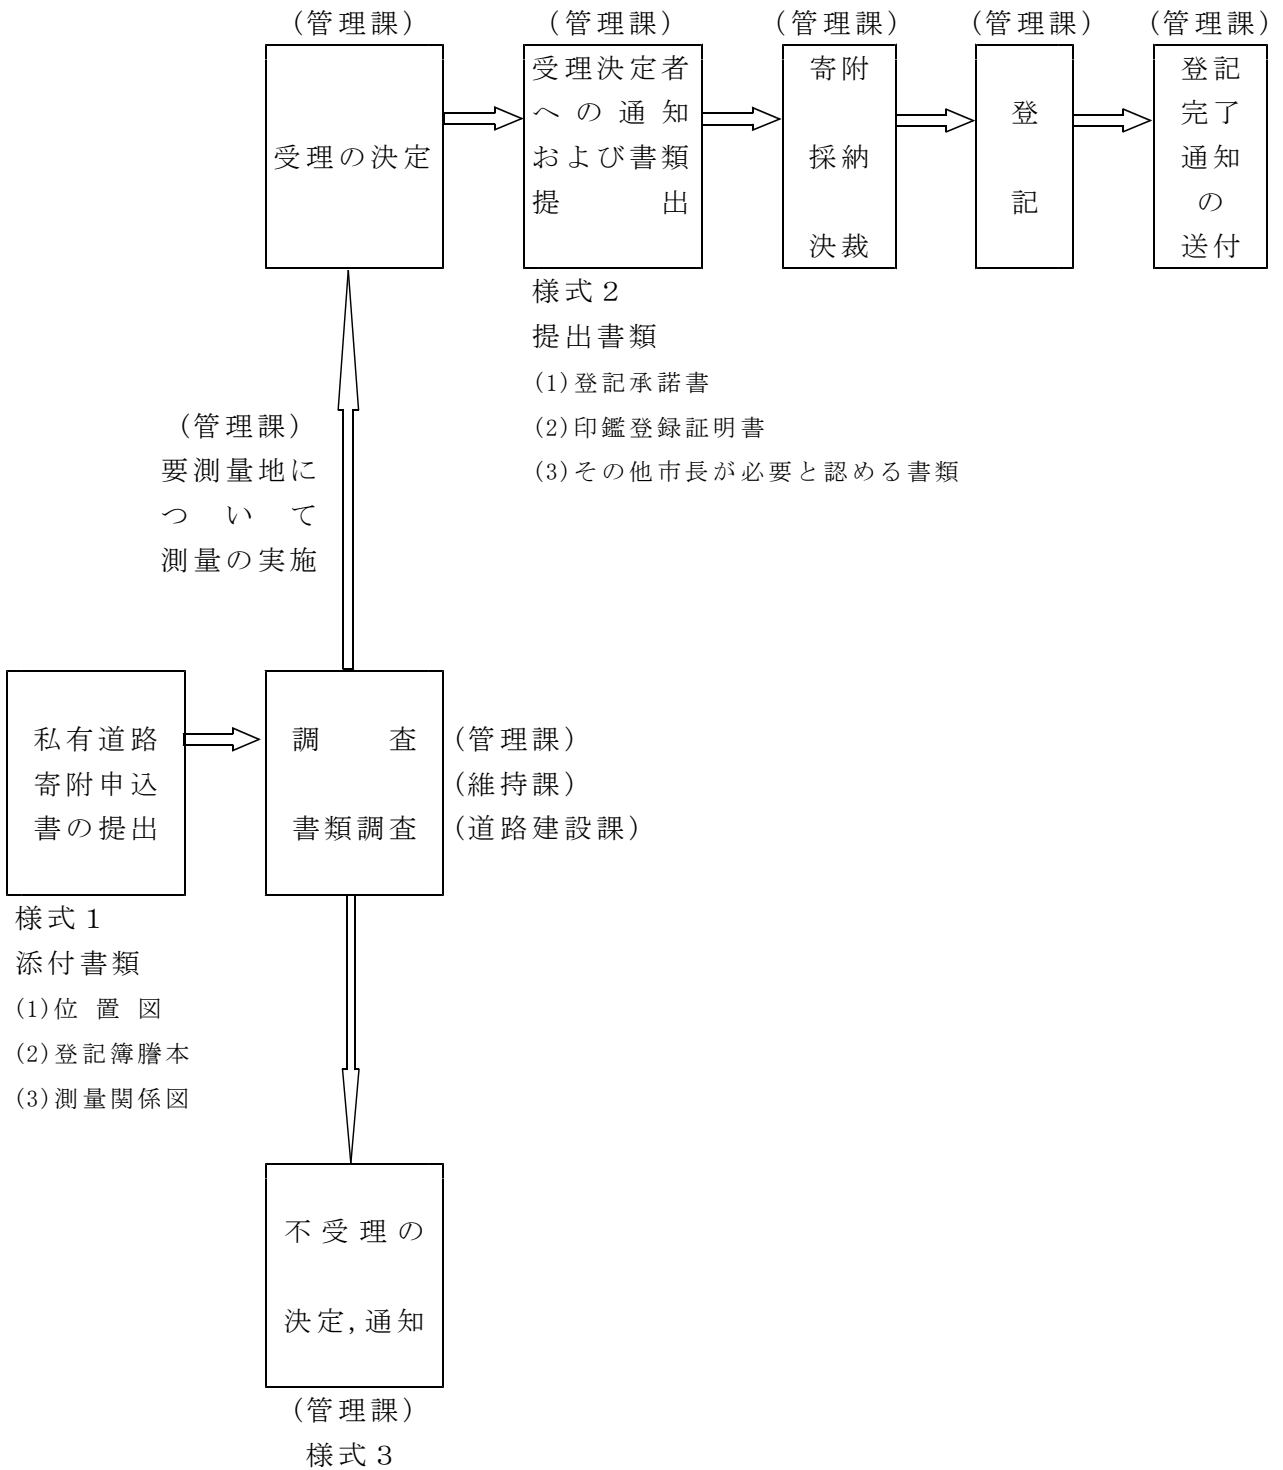 (管理課)
受理の決定
(管理課)
受理決定者
への通知
および書類
提出
様式2
提出書類
(1)登記承諾書
(2)印鑑登録証明書
(3)その他市長が必要と認める書類
(管理課)
寄附
採納
決裁
(管理課)
登
記
(管理課)
登記
完了
通知
の
送付
(管理課)
要測量地に
ついて
測量の実施
私有道路
寄附申込
書の提出
様式1
添付書類
(1)位置図
(2)登記簿謄本
(3)測量関係図
調査
書類調査
(管理課)
(維持課)
(道路建設課)
不受理の
決定,通知
(管理課)
様式3